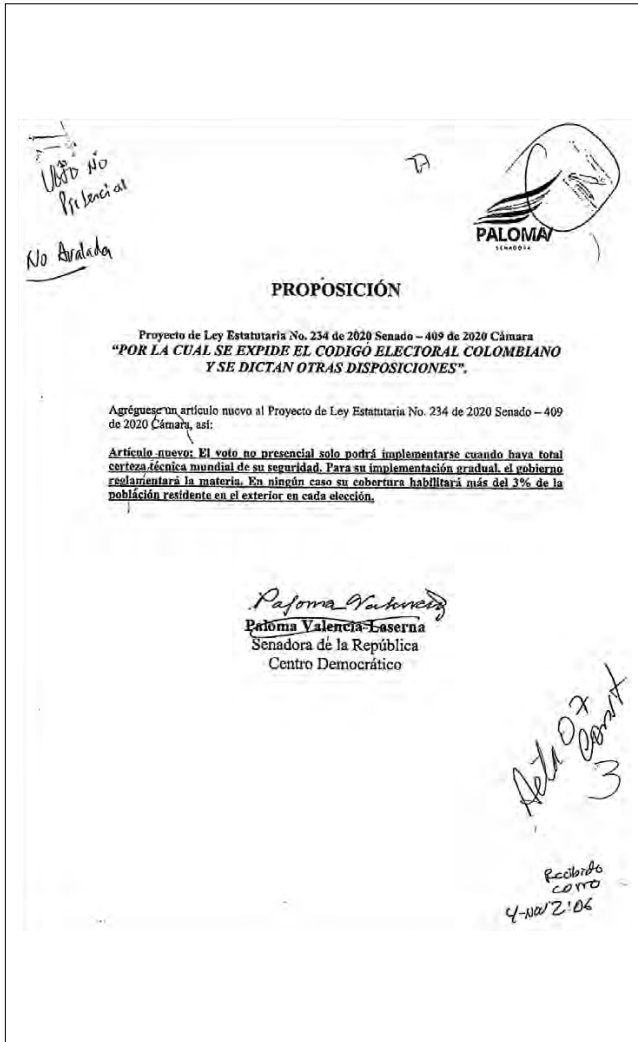 Voto No
Presencial
No Avalada
PALOMA
SENADORA
PROPOSICIÓN
Proyecto de Ley Estatutaria No. 234 de 2020 Senado – 409 de 2020 Cámara
"POR LA CUAL SE EXPIDE EL CODIGO ELECTORAL COLOMBIANO
Y SE DICTAN OTRAS DISPOSICIONES".
Agréguese un artículo nuevo al Proyecto de Ley Estatutaria No. 234 de 2020 Senado – 409
de 2020 Cámara, así:
Artículo nuevo: El voto no presencial solo podrá implementarse cuando haya total
certeza técnica mundial de su seguridad. Para su implementación gradual, el gobierno
reglamentará la materia. En ningún caso su cobertura habilitará más del 3% de la
población residente en el exterior en cada elección.
Paloma Valencia
Paloma Valencia Laserna
Senadora de la República
Centro Democrático
Acta 07
3
Recibido
correo
4-Nov 2:06